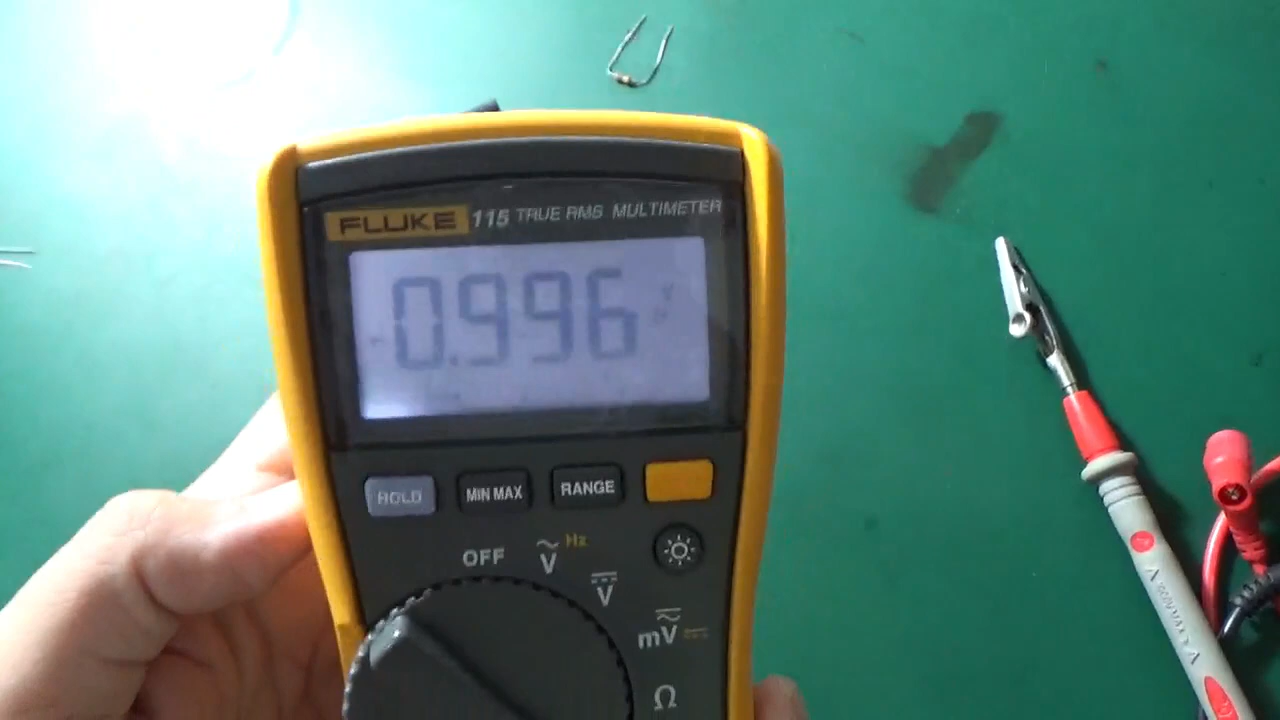 FLUKE 115 TRUE RMS MULTIMETER
0.996
HOLD MIN MAX RANGE
OFF
V Hz
V
mV
Ω